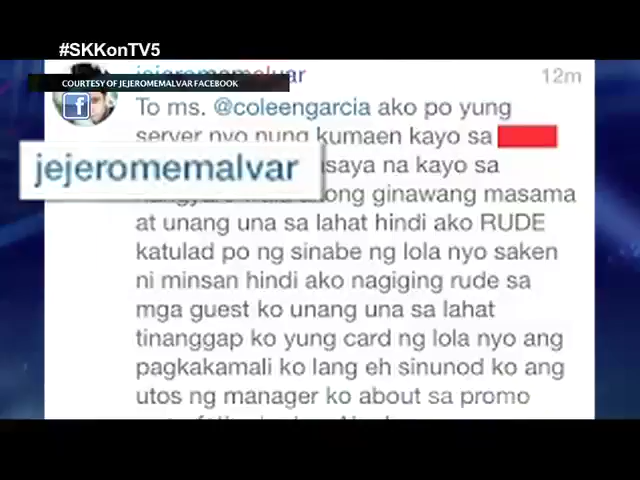 #SKKonTV5
COURTESY OF JEJEROMEMALVAR FACEBOOK
12m
To ms. @coleengarcia ako po yung
server nyo nung kumaen kayo sa
jejeromemalvar
na kayo sa
ginawang masama
at unang una sa lahat hindi ako RUDE
katulad po ng sinabe ng lola nyo saken
ni minsan hindi ako nagiging rude sa
mga guest ko unang una sa lahat
tinanggap ko yung card ng lola nyo ang
pagkakamali ko lang eh sinunod ko ang
utos ng manager ko about sa promo